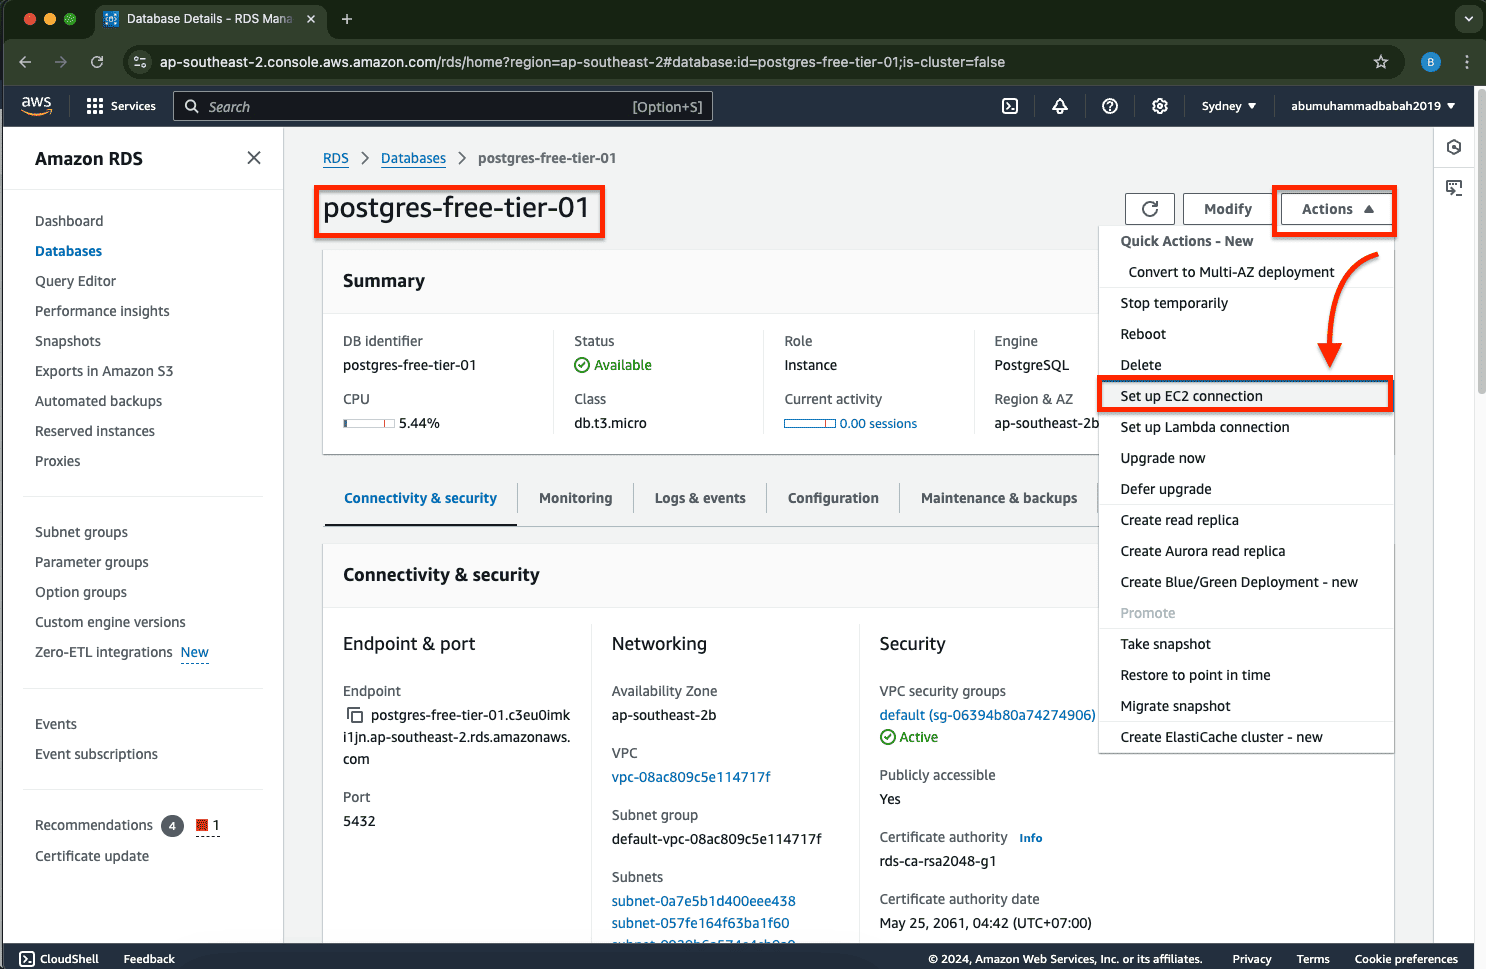 Database Details - RDS Mana
ap-southeast-2.console.aws.amazon.com/rds/home?region=ap-southeast-2#database:id=postgres-free-tier-01;is-cluster=false
B
aws
Services
Search
[Option+S]
Sydney
abumuhammadbabah2019
Amazon RDS
Dashboard
Databases
Query Editor
Performance insights
Snapshots
Exports in Amazon S3
Automated backups
Reserved instances
Proxies
Subnet groups
Parameter groups
Option groups
Custom engine versions
Zero-ETL integrations New
Events
Event subscriptions
Recommendations 4 1
Certificate update
RDS > Databases > postgres-free-tier-01
postgres-free-tier-01
Modify
Actions
Quick Actions - New
Convert to Multi-AZ deployment
Stop temporarily
Reboot
Delete
Set up EC2 connection
Set up Lambda connection
Upgrade now
Defer upgrade
Create read replica
Create Aurora read replica
Create Blue/Green Deployment - new
Promote
Take snapshot
Restore to point in time
Migrate snapshot
Create ElastiCache cluster - new
Summary
DB identifier
postgres-free-tier-01
CPU
5.44%
Status
Available
Class
db.t3.micro
Role
Instance
Current activity
0.00 sessions
Engine
PostgreSQL
Region & AZ
ap-southeast-2b
Connectivity & security
Monitoring
Logs & events
Configuration
Maintenance & backups
Connectivity & security
Endpoint & port
Endpoint
postgres-free-tier-01.c3eu0imk
i1jn.ap-southeast-2.rds.amazonaws.
com
Port
5432
Networking
Availability Zone
ap-southeast-2b
VPC
vpc-08ac809c5e114717f
Subnet group
default-vpc-08ac809c5e114717f
Subnets
subnet-0a7e5b1d400eee438
subnet-057fe164f63ba1f60
Security
VPC security groups
default (sg-06394b80a74274906)
Active
Publicly accessible
Yes
Certificate authority Info
rds-ca-rsa2048-g1
Certificate authority date
May 25, 2061, 04:42 (UTC+07:00)
CloudShell
Feedback
© 2024, Amazon Web Services, Inc. or its affiliates.
Privacy
Terms
Cookie preferences